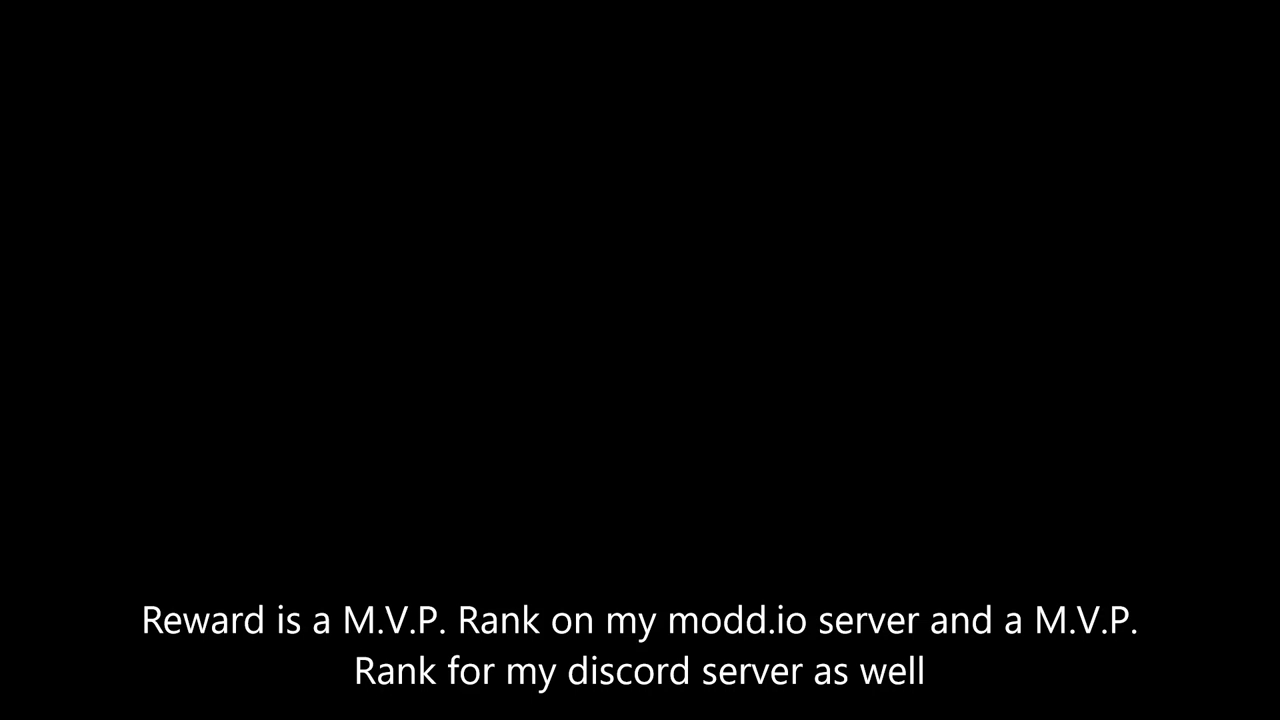 Reward is a M.V.P. Rank on my modd.io server and a M.V.P.
Rank for my discord server as well